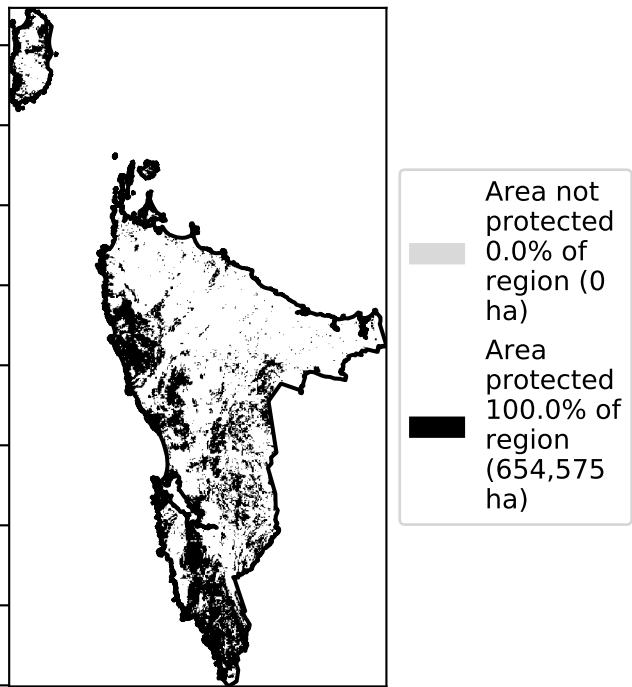 Area not
protected
0.0% of
region (0
ha)
Area
protected
100.0% of
region
(654,575
ha)